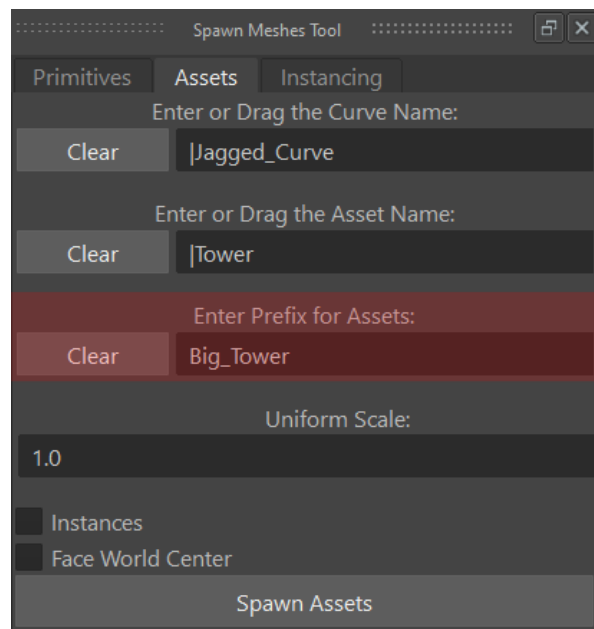 Spawn Meshes Tool
Primitives Assets Instancing
Enter or Drag the Curve Name:
Clear |Jagged_Curve
Enter or Drag the Asset Name:
Clear |Tower
Enter Prefix for Assets:
Clear Big_Tower
Uniform Scale:
1.0
Instances
Face World Center
Spawn Assets